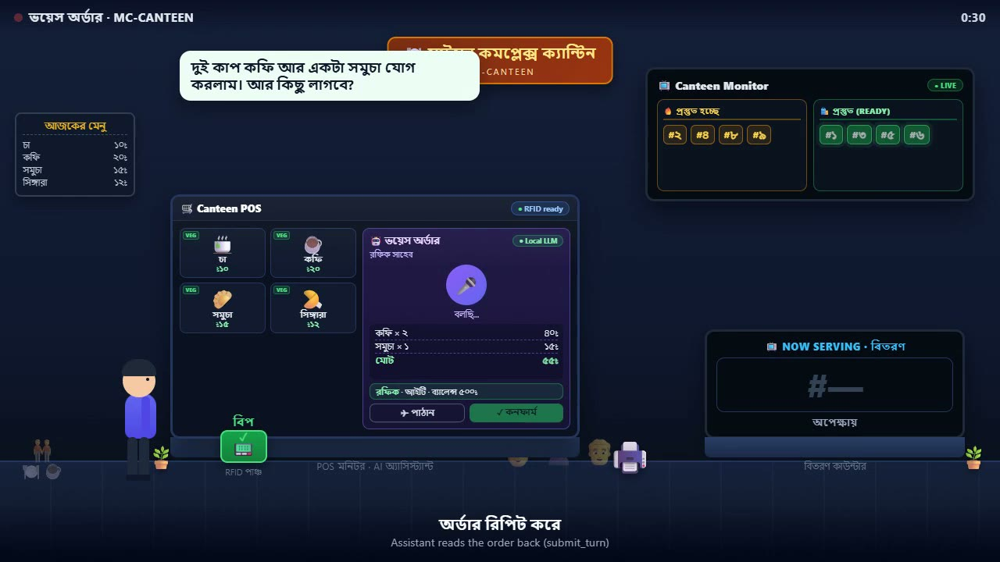 ভয়েস অর্ডার · MC-CANTEEN
0:30
কমপ্লেক্স ক্যান্টিন
-CANTEEN
দুই কাপ কফি আর একটা সমুচা যোগ
করলাম। আর কিছু লাগবে?
Canteen Monitor
● LIVE
প্রস্তুত হচ্ছে
#২ #৪ #৮ #৯
প্রস্তুত (READY)
#১ #৩ #৫ #৬
আজকের মেনু
চা ১০৳
কফি ২০৳
সমুচা ১৫৳
সিঙ্গারা ১২৳
Canteen POS
● RFID ready
VEG
চা
৳১০
VEG
কফি
৳২০
VEG
সমুচা
৳১৫
VEG
সিঙ্গারা
৳১২
ভয়েস অর্ডার
● Local LLM
রফিক সাহেব
বলছি...
কফি × ২ ৪০৳
সমুচা × ১ ১৫৳
মোট ৫৫৳
রফিক · আইটি · ব্যালেন্স ৫০০৳
✈ পাঠান
✓ কনফার্ম
NOW SERVING · বিতরণ
#—
অপেক্ষায়
বিপ
✓
RFID পাঞ্চ
POS মনিটর · AI অ্যাসিস্ট্যান্ট
বিতরণ কাউন্টার
অর্ডার রিপিট করে
Assistant reads the order back (submit_turn)